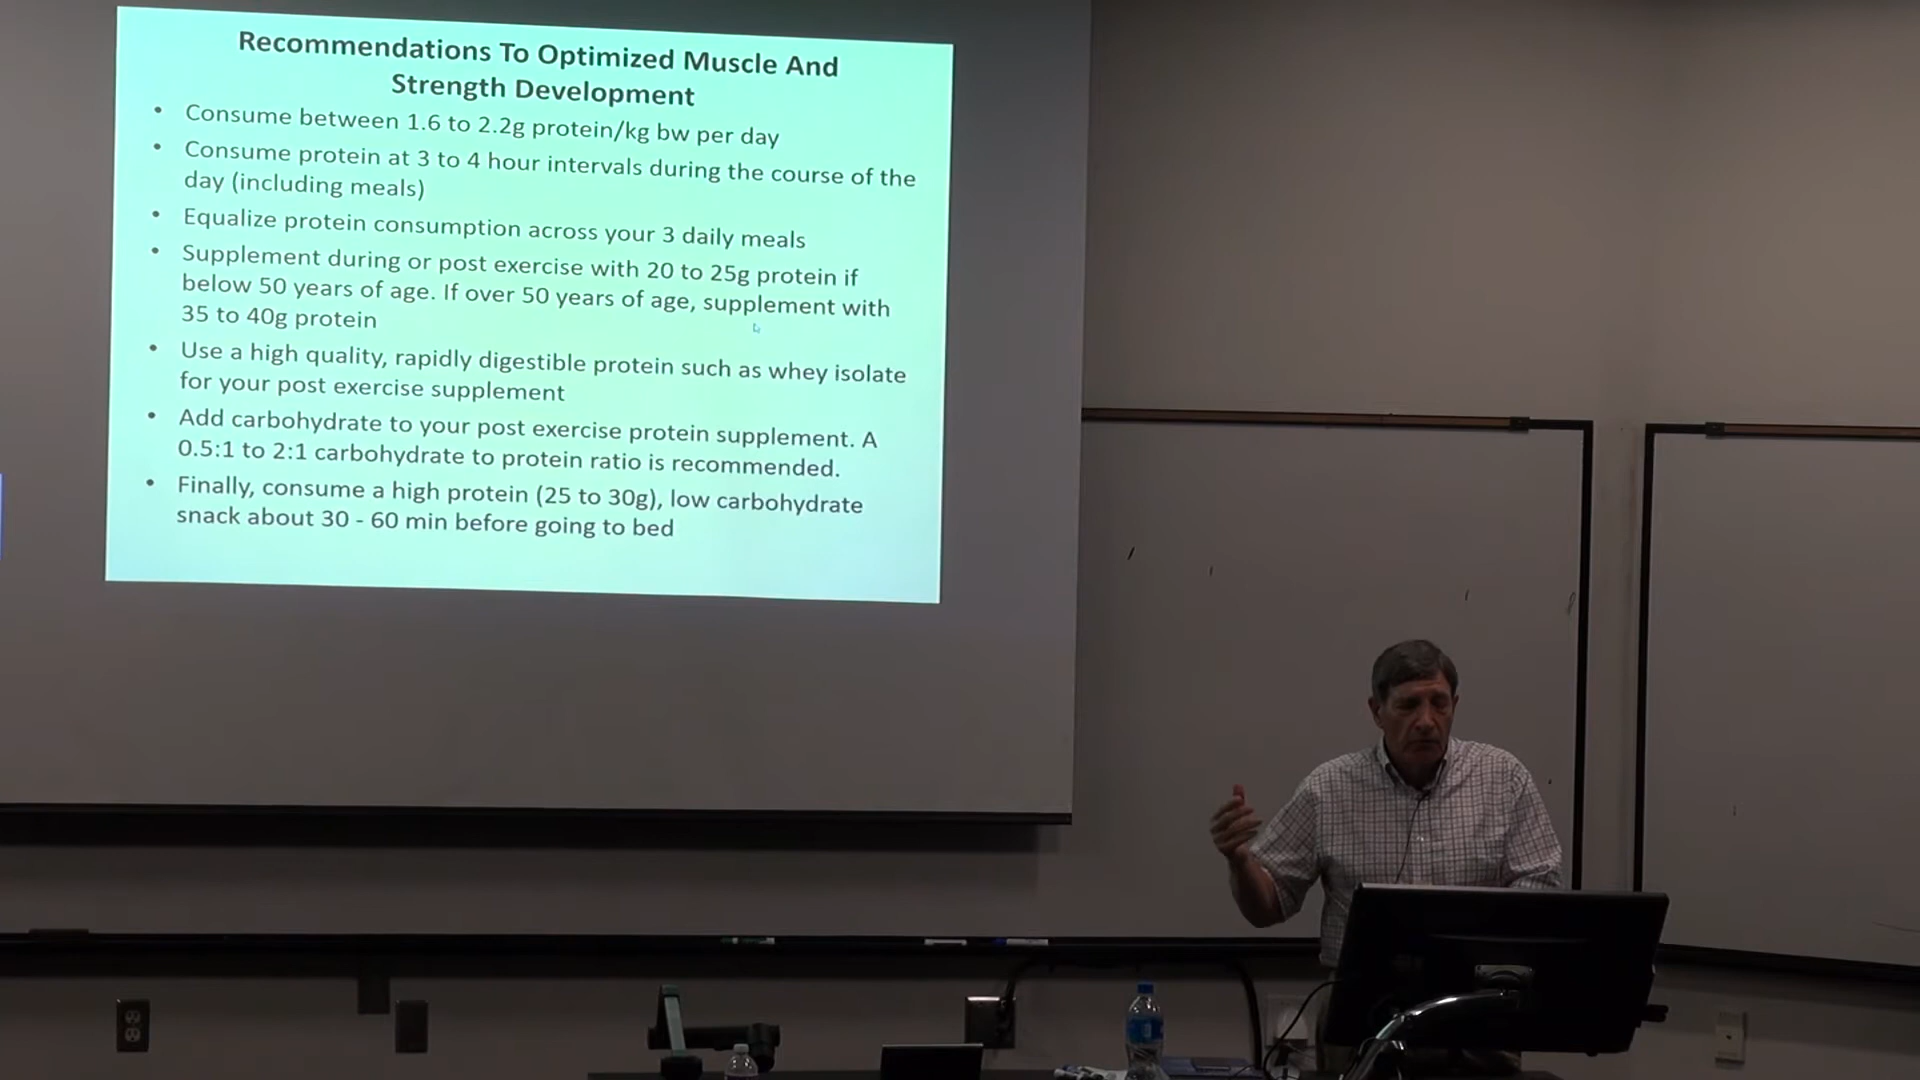 Recommendations To Optimized Muscle And
Strength Development
• Consume between 1.6 to 2.2g protein/kg bw per day
• Consume protein at 3 to 4 hour intervals during the course of the
day (including meals)
• Equalize protein consumption across your 3 daily meals
• Supplement during or post exercise with 20 to 25g protein if
below 50 years of age. If over 50 years of age, supplement with
35 to 40g protein
• Use a high quality, rapidly digestible protein such as whey isolate
for your post exercise supplement
• Add carbohydrate to your post exercise protein supplement. A
0.5:1 to 2:1 carbohydrate to protein ratio is recommended.
• Finally, consume a high protein (25 to 30g), low carbohydrate
snack about 30 - 60 min before going to bed